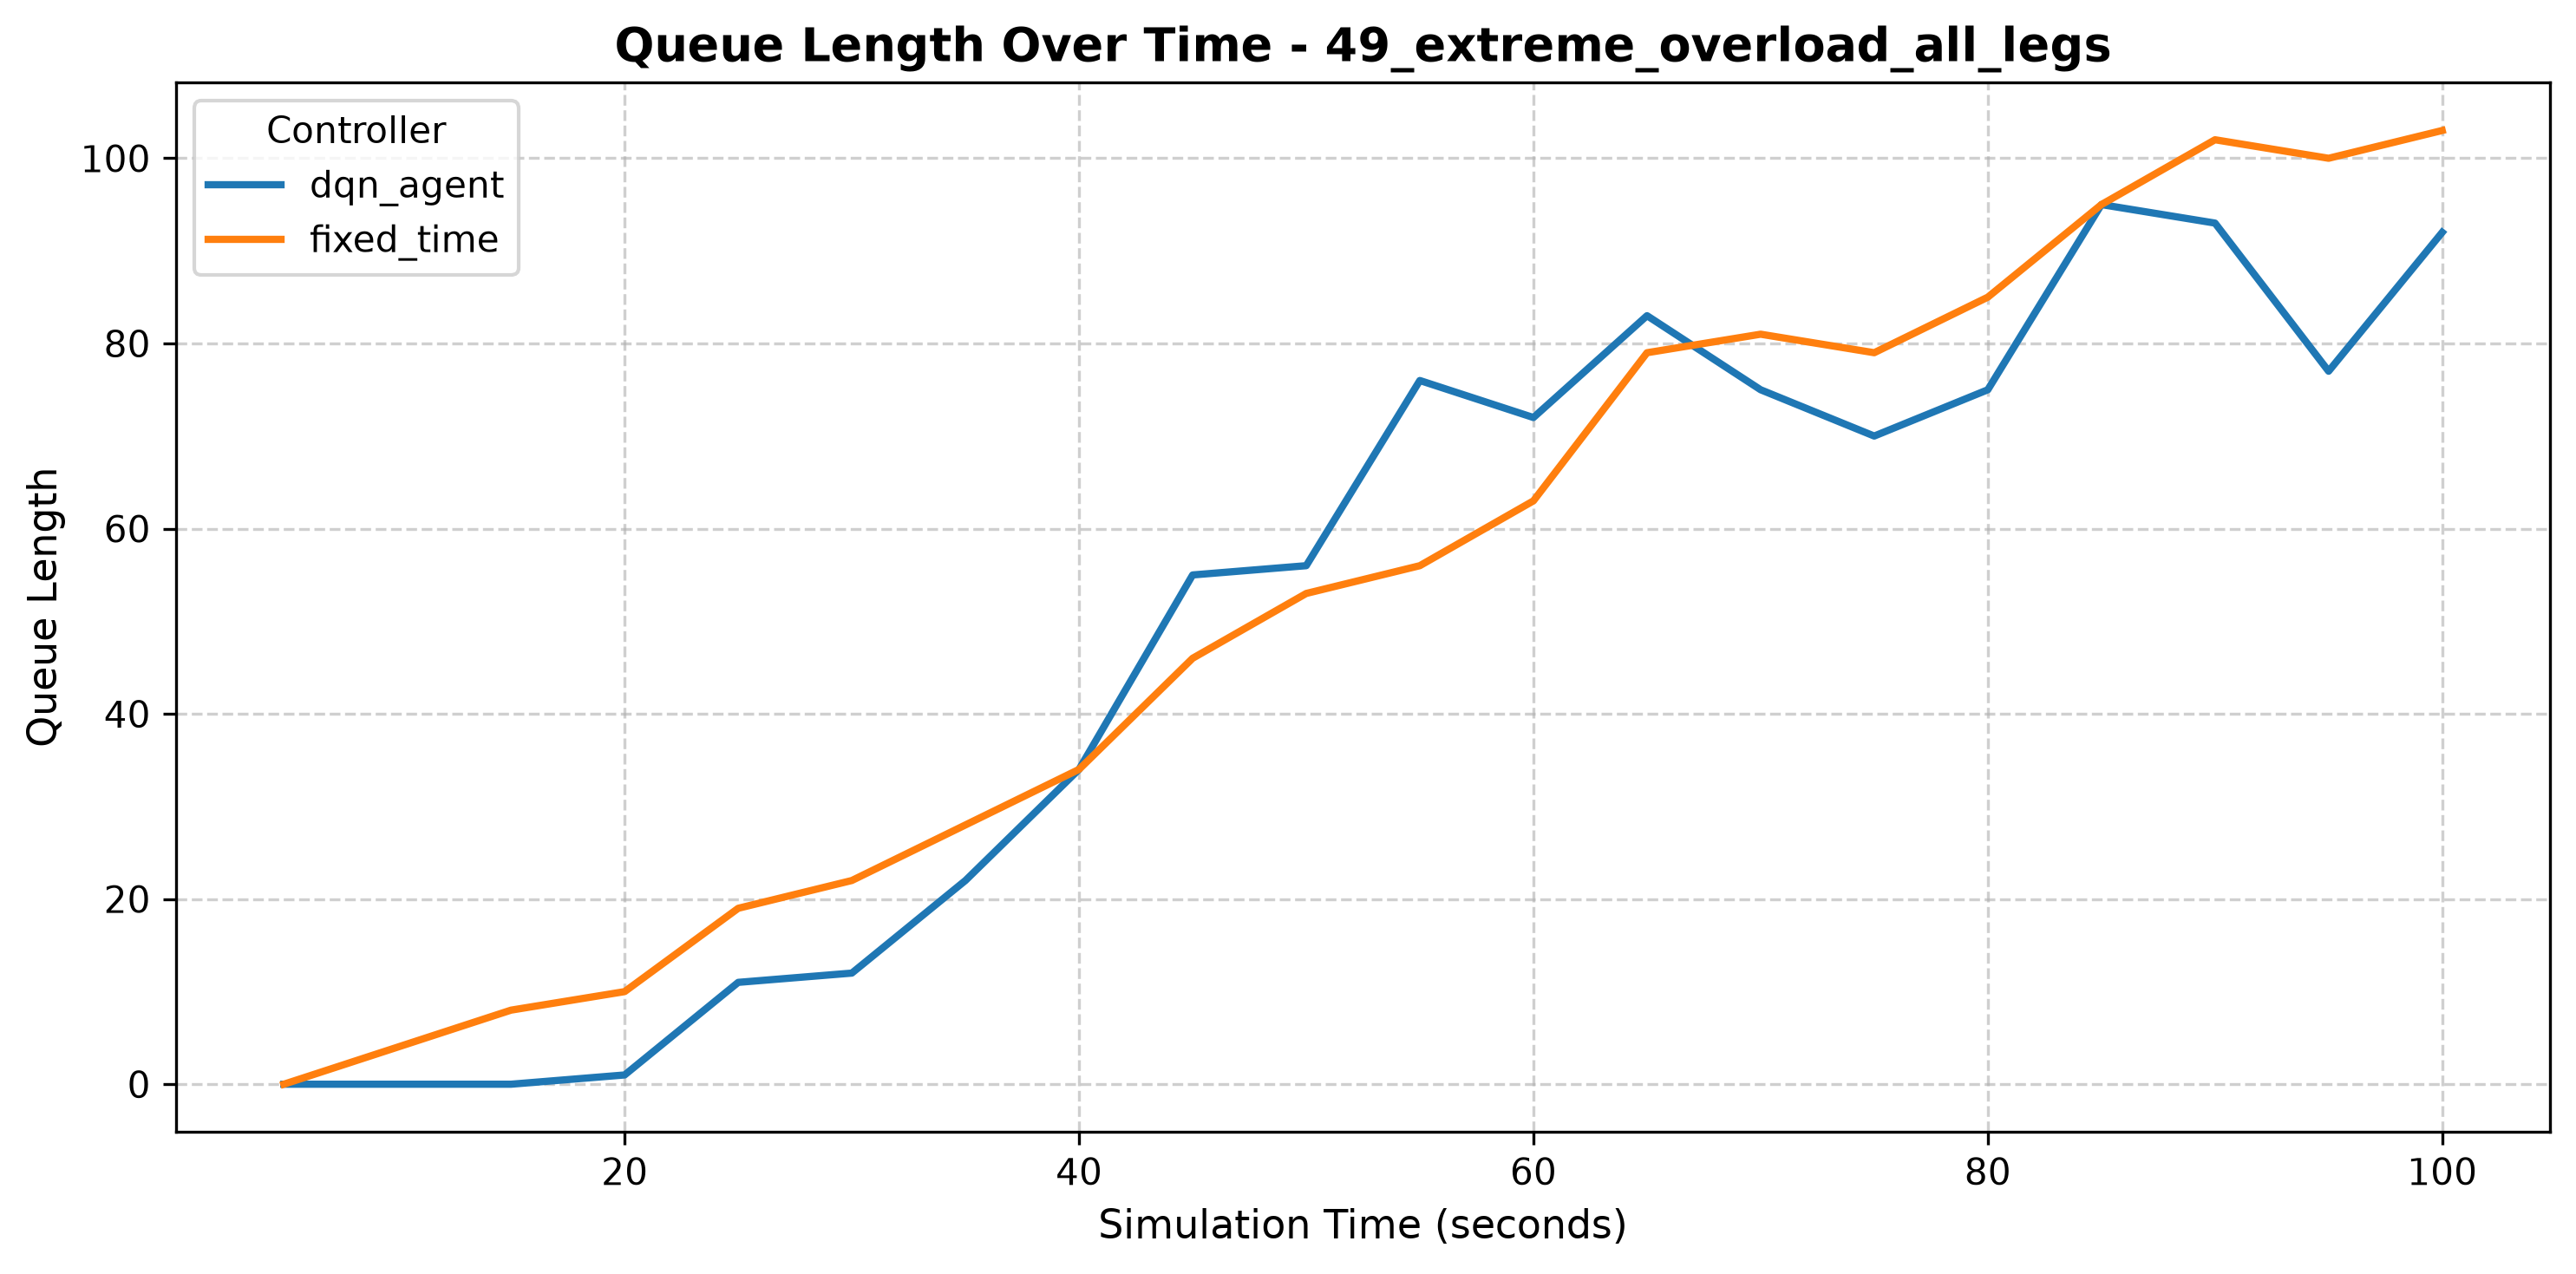 Queue Length Over Time - 49_extreme_overload_all_legs
Controller
dqn_agent
fixed_time
Queue Length
100
80
60
40
20
0
20 40 60 80 100
Simulation Time (seconds)